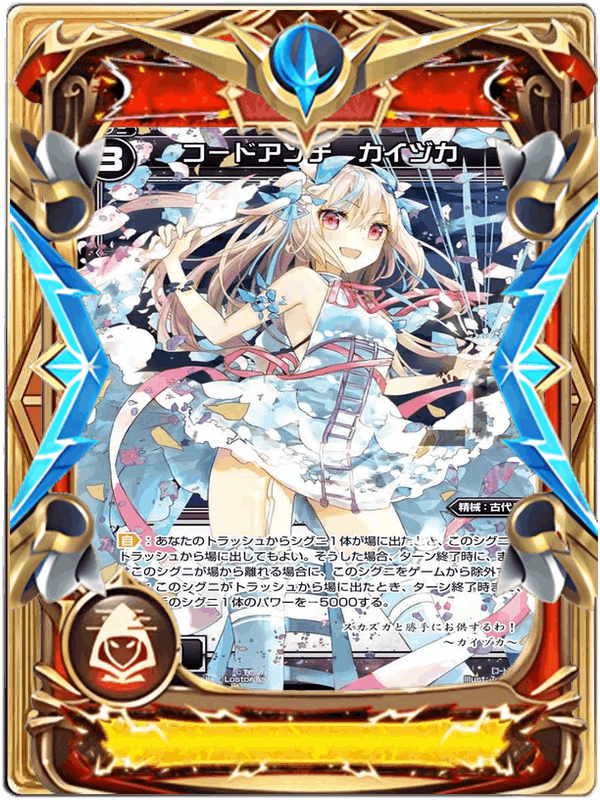 3
コードアンチ カイヅカ
精械:古代
自:あなたのトラッシュからシグニ1体が場に出たとき、このシグニ
トラッシュから場に出してもよい。そうした場合、ターン終了時に、ま
このシグニが場から離れる場合に、このシグニをゲームから除外
このシグニがトラッシュから場に出たとき、ターン終了時ま
のシグニ1体のパワーを-5000する。
ズカズカと勝手にお供するわ!
~カイヅカ~
Lostorag
Illust: